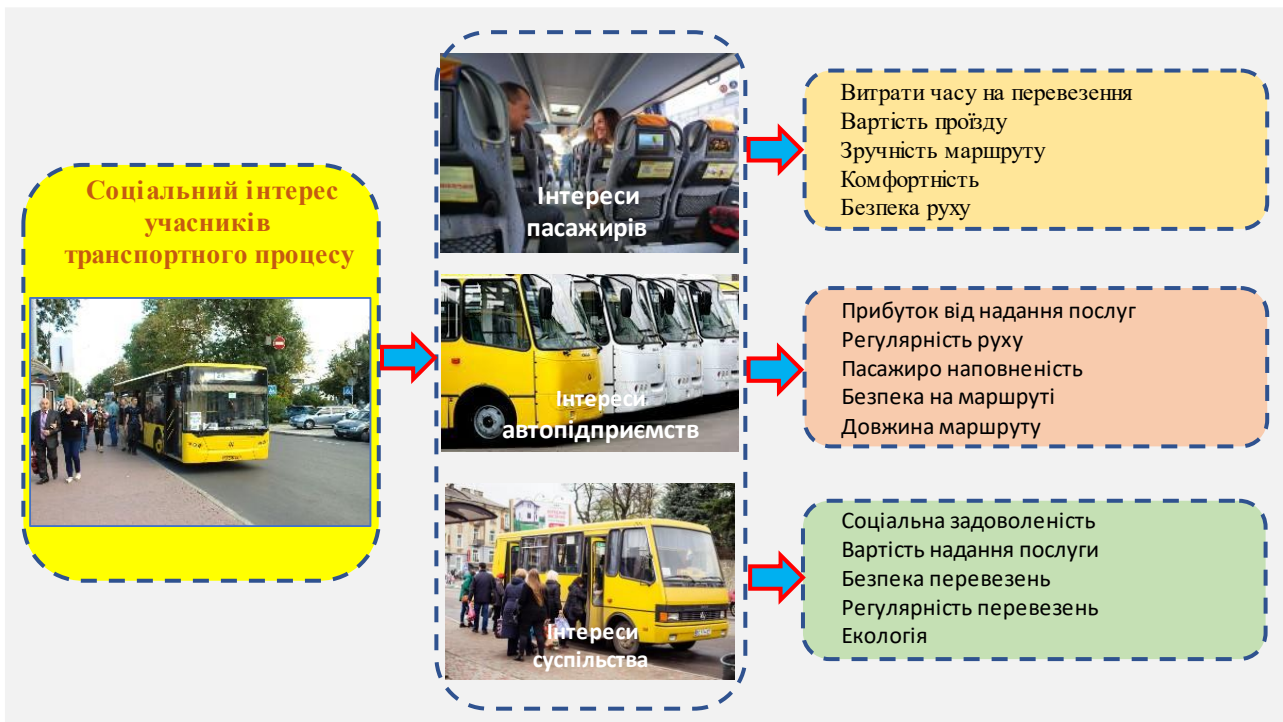 Соціальний інтерес
учасників
транспортного процесу
Інтереси
пасажирів
Інтереси
автопідприємств
Інтереси
суспільства
Витрати часу на перевезення
Вартість проїзду
Зручність маршруту
Комфортність
Безпека руху
Прибуток від надання послуг
Регулярність руху
Пасажиро наповненість
Безпека на маршруті
Довжина маршруту
Соціальна задоволеність
Вартість надання послуги
Безпека перевезень
Регулярність перевезень
Екологія